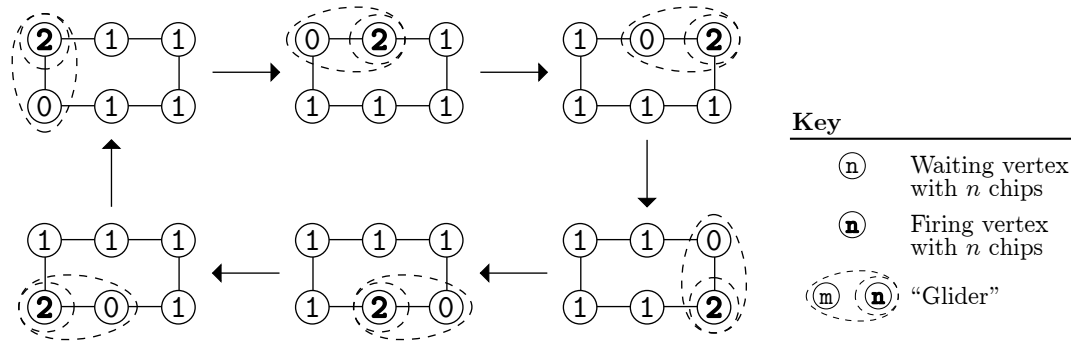 2 1 1 0 2 1 1 0 2
0 1 1 1 1 1 1 1 1
1 1 1 1 1 1 1 1 0
2 0 1 1 2 0 1 1 2
Key
n Waiting vertex
with n chips
n Firing vertex
with n chips
m n “Glider”